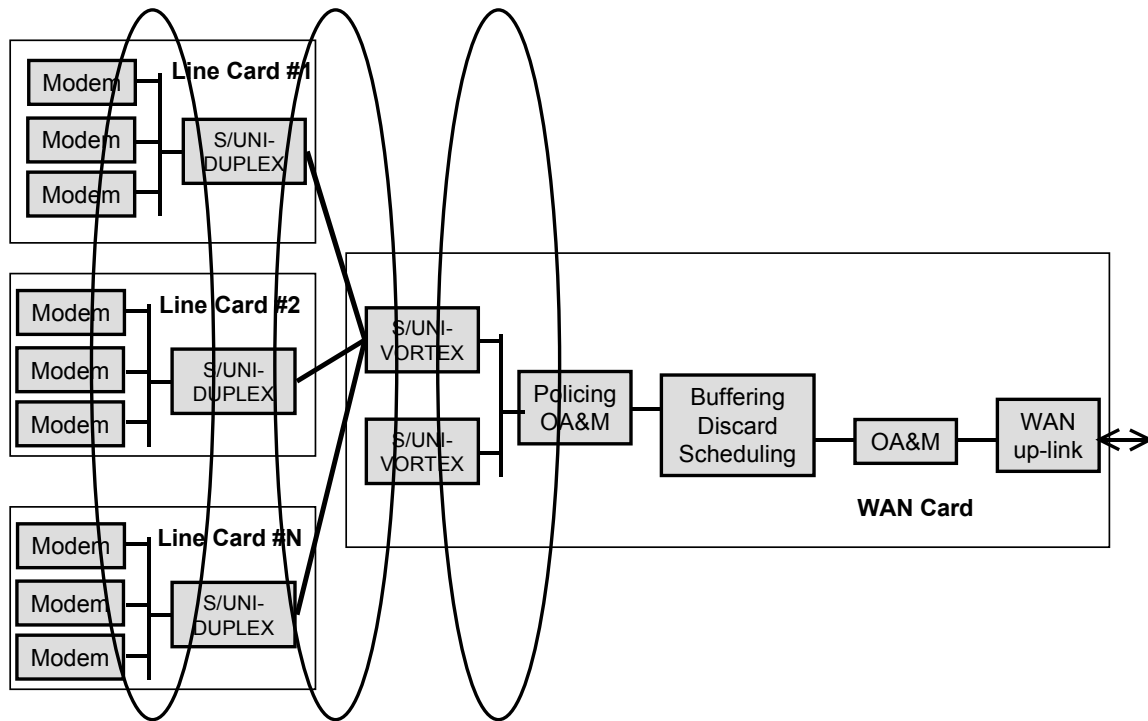 Line Card #1
Modem
Modem
Modem
S/UNI-
DUPLEX
Line Card #2
Modem
Modem
Modem
S/UNI-
DUPLEX
Line Card #N
Modem
Modem
Modem
S/UNI-
DUPLEX
S/UNI-
VORTEX
S/UNI-
VORTEX
Policing
OA&M
Buffering
Discard
Scheduling
OA&M
WAN
up-link
WAN Card